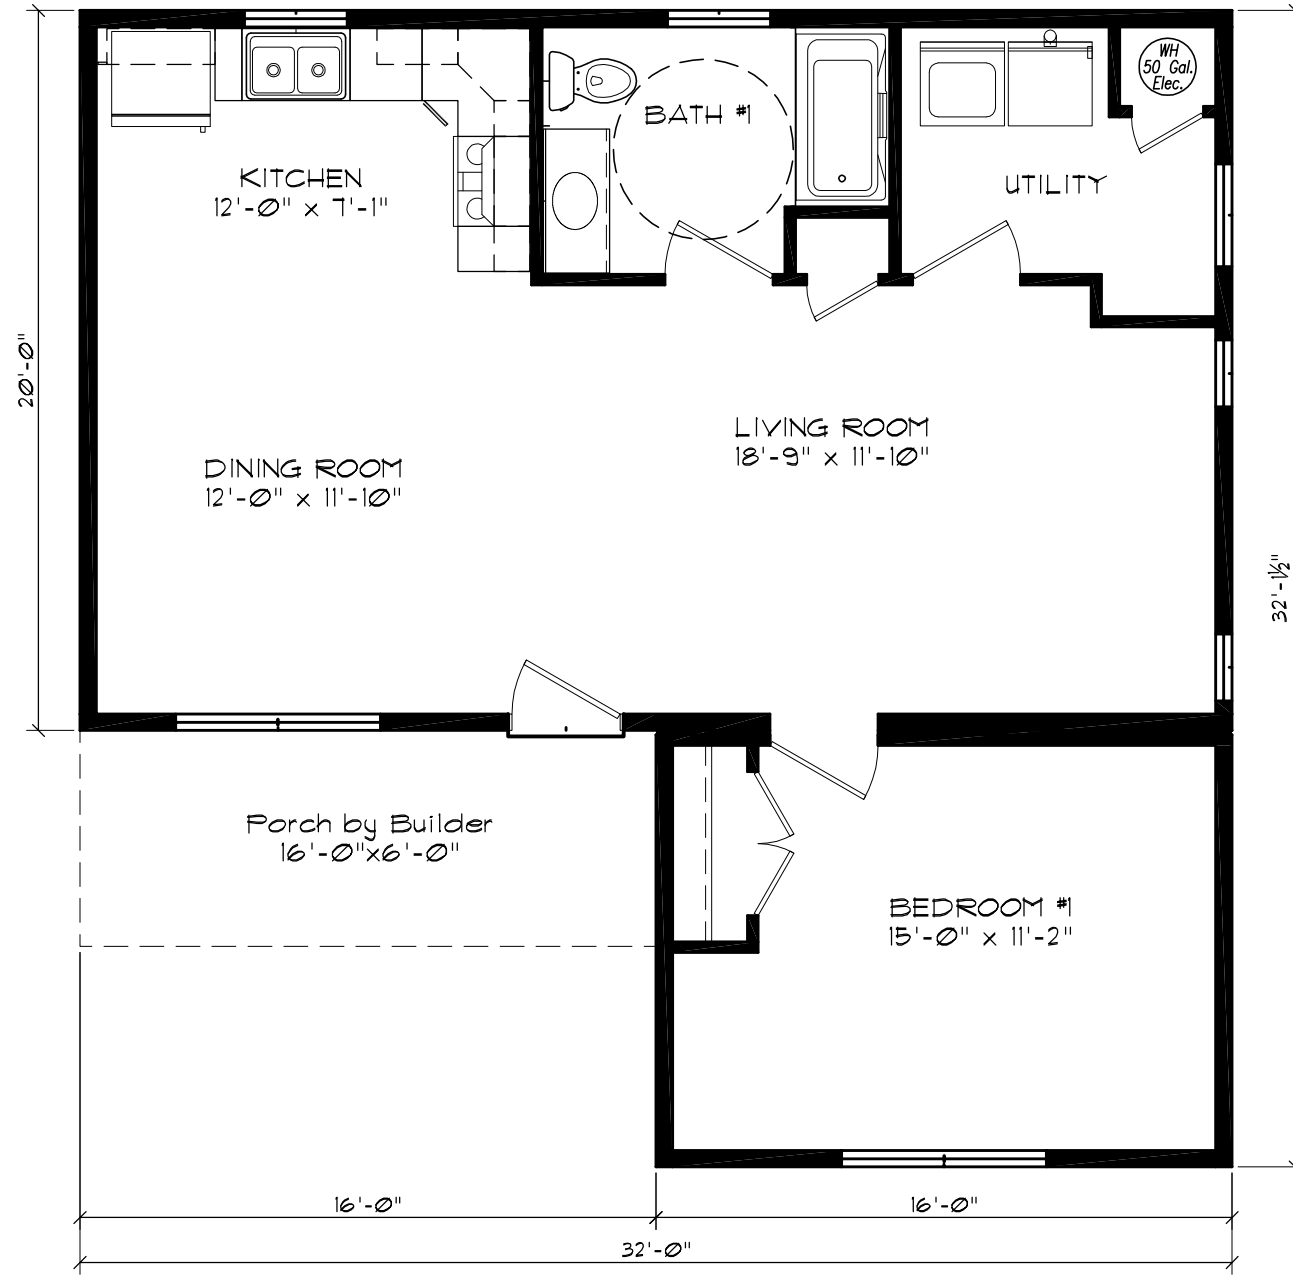 WH
50 Gal.
Elec.
BATH #1
KITCHEN
12'-0" x 7'-1"
UTILITY
20'-0"
LIVING ROOM
18'-9" x 11'-10"
DINING ROOM
12'-0" x 11'-10"
32'-1½"
Porch by Builder
16'-0"x6'-0"
BEDROOM #1
15'-0" x 11'-2"
16'-0"
16'-0"
32'-0"